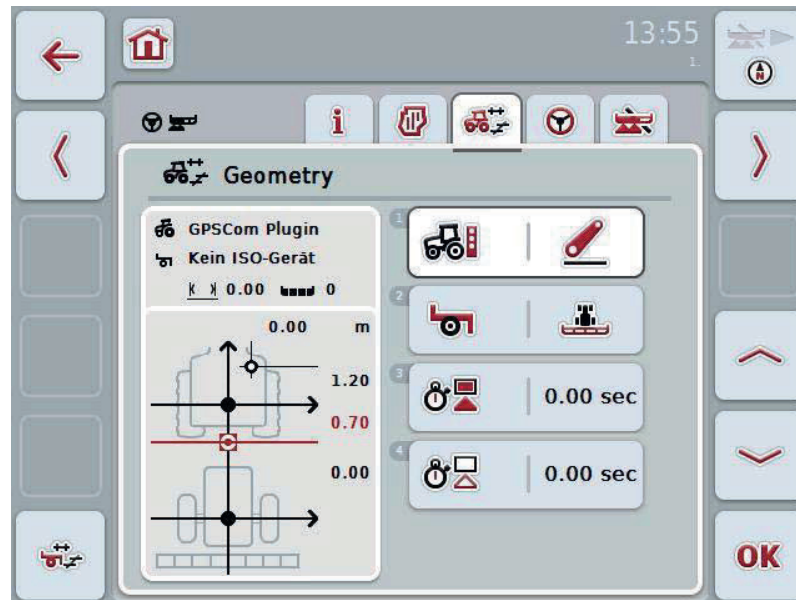 13:55
1.
N
i
Geometry
GPSCom Plugin
Kein ISO-Gerät
0.00 0
0.00 m
1.20
0.70
0.00
1
2
3
0.00 sec
4
0.00 sec
OK